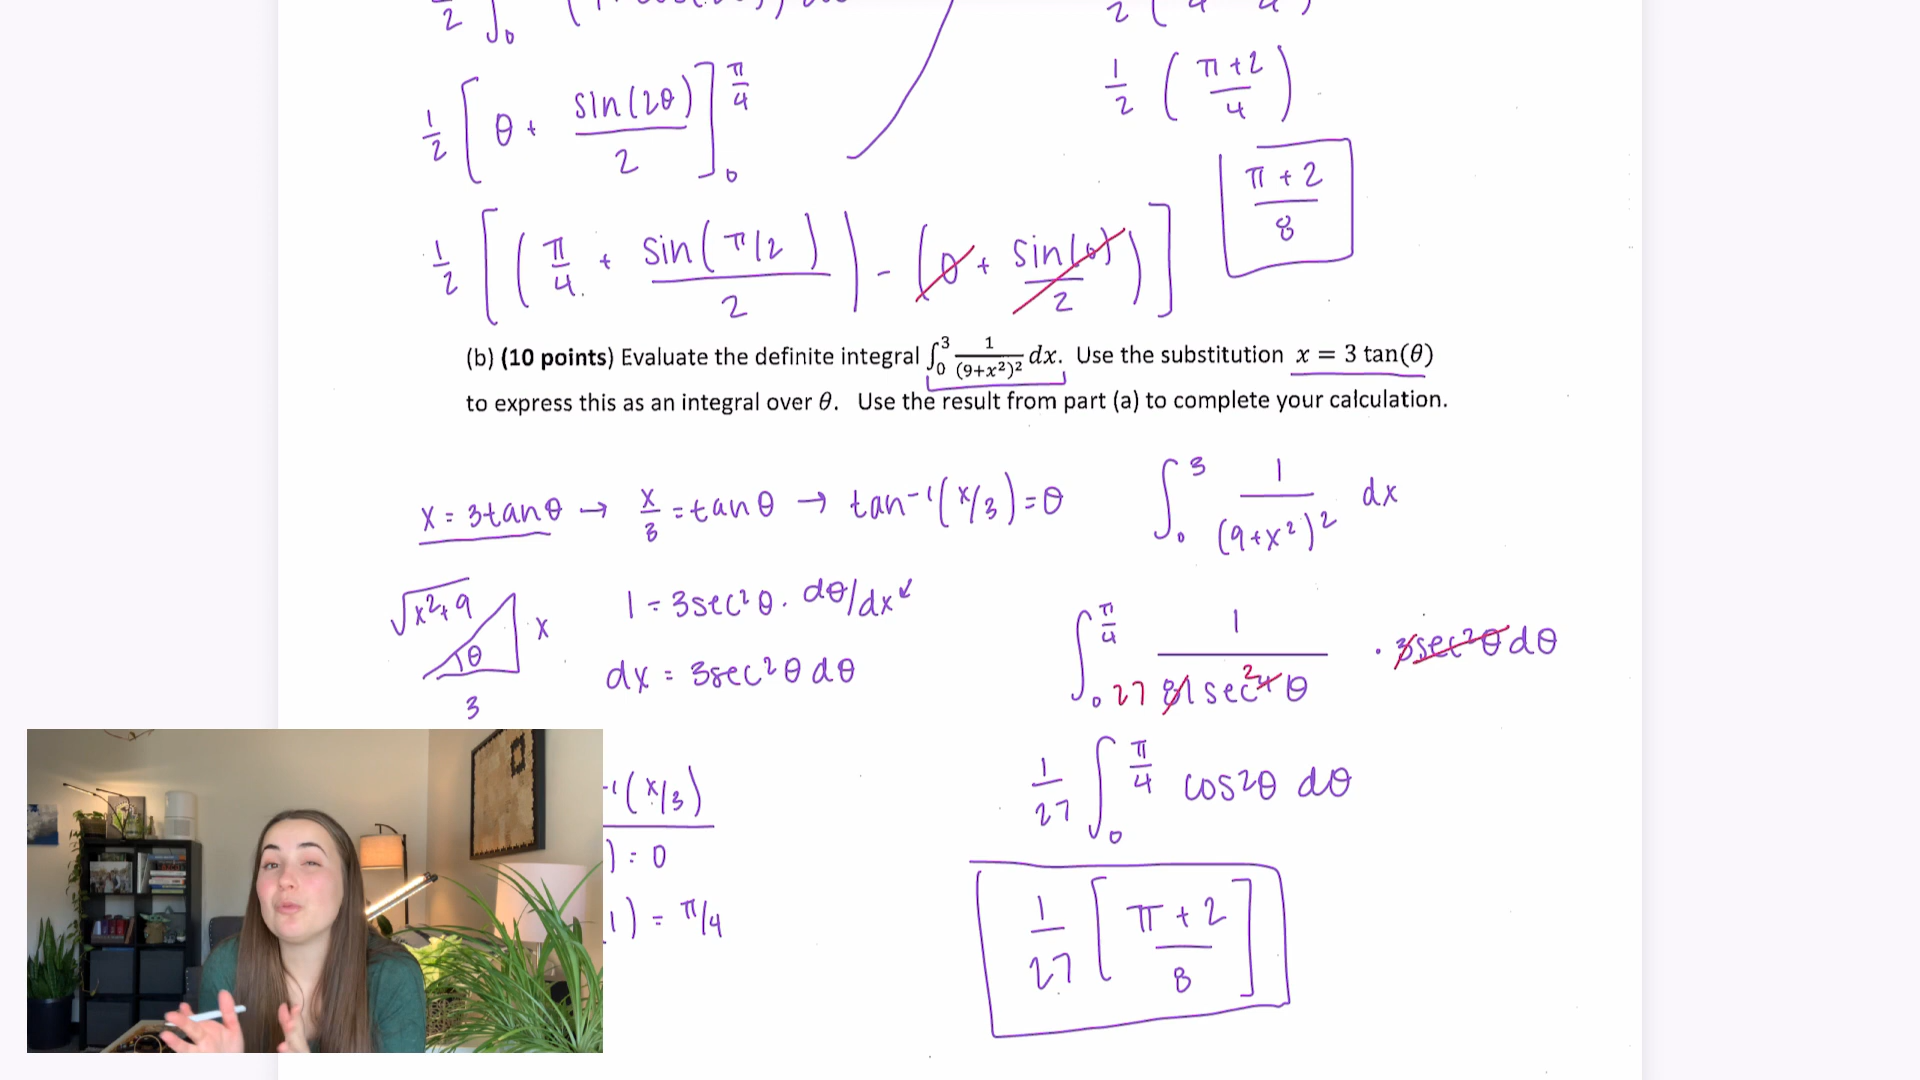 1/2 [θ + sin(2θ)/2]₀^π/4
1/2 (π+2/4)
π+2/8
1/2 [(π/4 + sin(π/2)/2) - (0 + sin(0)/2)]
(b) (10 points) Evaluate the definite integral ∫₀³ 1/(9+x²)² dx. Use the substitution x = 3 tan(θ)
to express this as an integral over θ. Use the result from part (a) to complete your calculation.
x = 3tanθ → x/3 = tanθ → tan⁻¹(x/3) = θ
∫₀³ 1/(9+x²)² dx
√x²+9
θ
x
3
1 = 3sec²θ · dθ/dx
dx = 3sec²θ dθ
∫₀^π/4 1/27 81 sec² 4 θ · 3sec²θ dθ
⁻¹(x/3)
) = 0
1) = π/4
1/27 ∫₀^π/4 cos²θ dθ
1/27 [π+2/8]